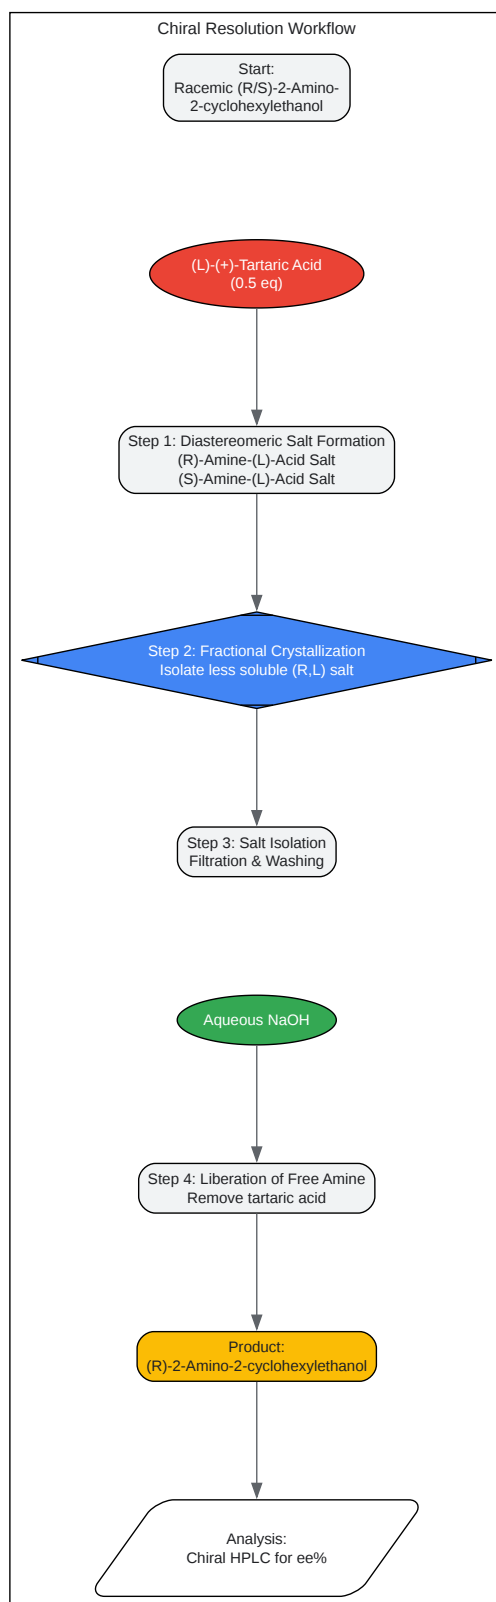 Chiral Resolution Workflow
Start:
Racemic (R/S)-2-Amino-
2-cyclohexylethanol
(L)-(+)-Tartaric Acid
(0.5 eq)
Step 1: Diastereomeric Salt Formation
(R)-Amine-(L)-Acid Salt
(S)-Amine-(L)-Acid Salt
Step 2: Fractional Crystallization
Isolate less soluble (R,L) salt
Step 3: Salt Isolation
Filtration & Washing
Aqueous NaOH
Step 4: Liberation of Free Amine
Remove tartaric acid
Product:
(R)-2-Amino-2-cyclohexylethanol
Analysis:
Chiral HPLC for ee%